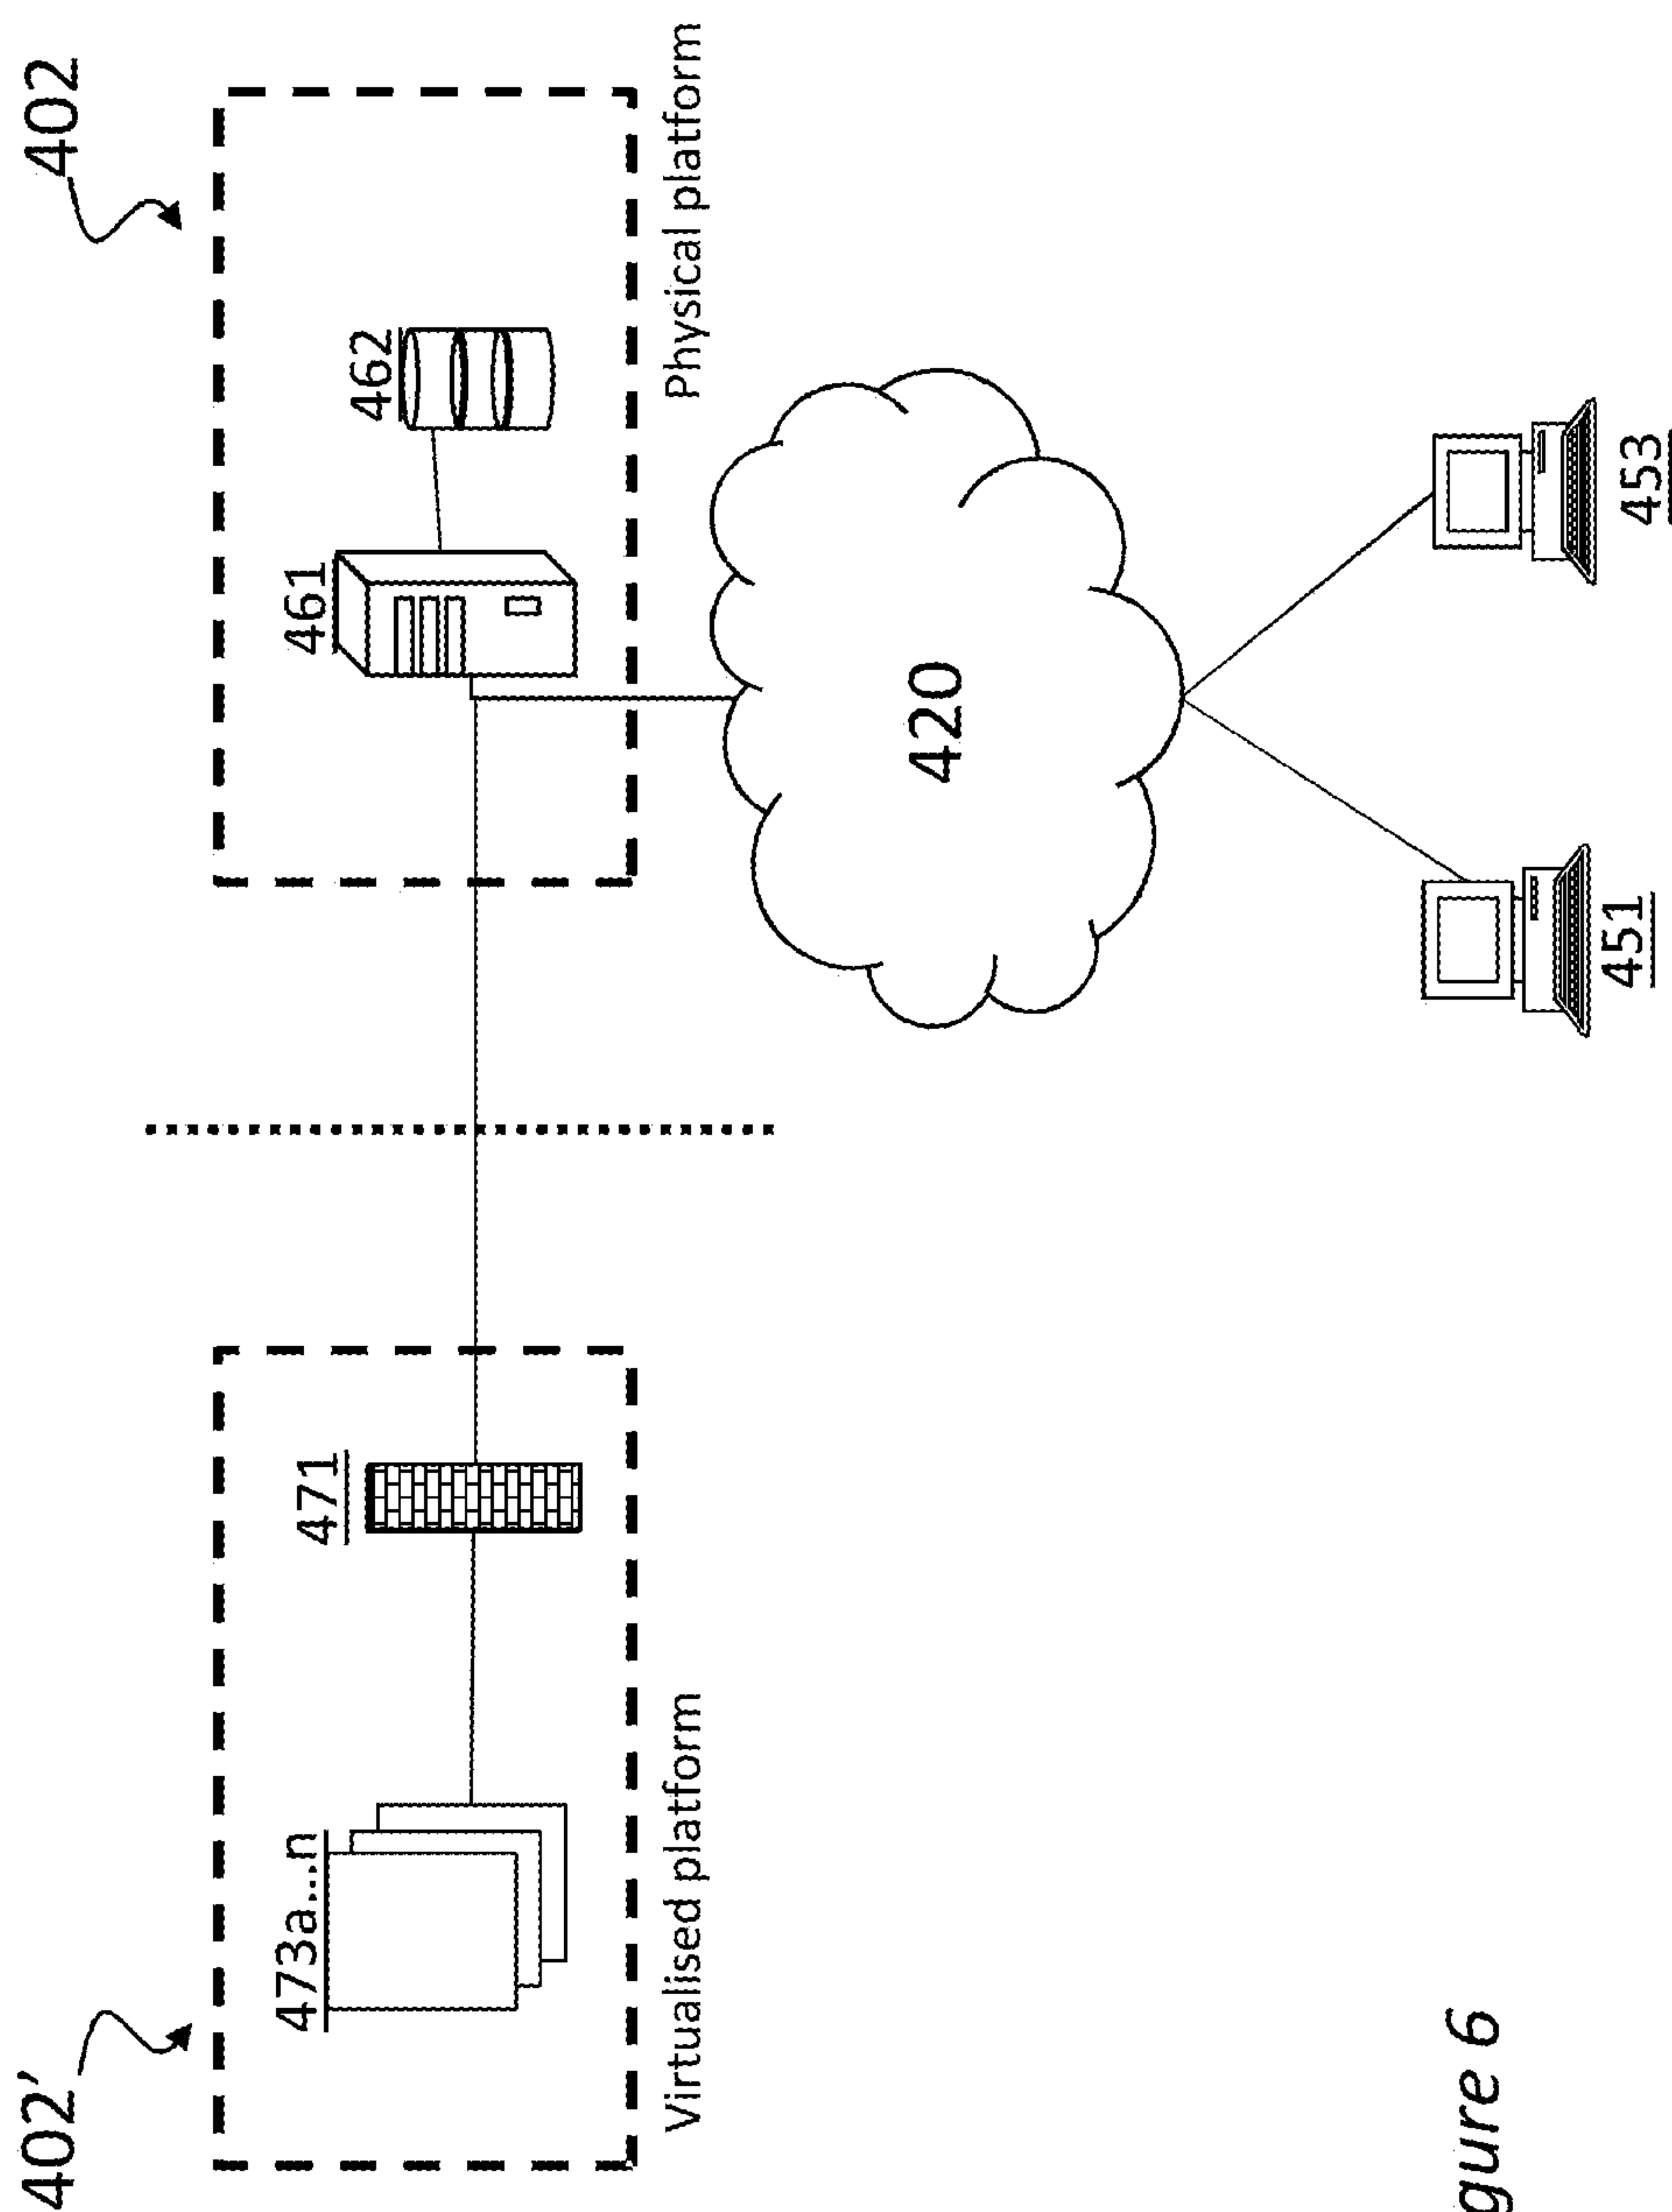 402'
402
473a...n
471
461
462
Virtualised platform
Physical platform
420
451
453
gure 6